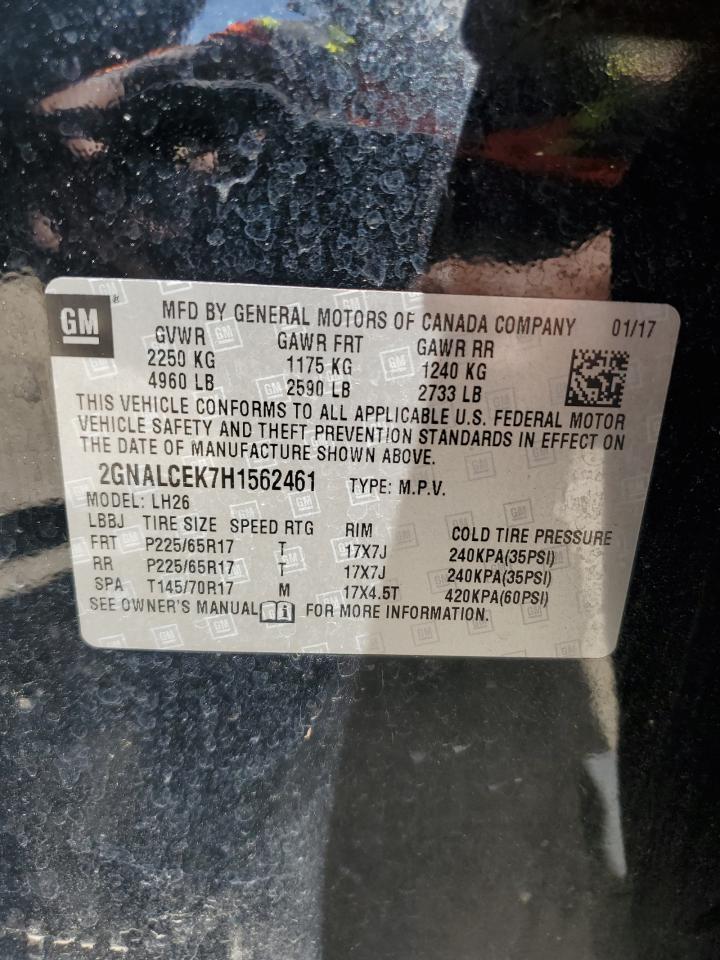 GM ®
MFD BY GENERAL MOTORS OF CANADA COMPANY 01/17
GVWR GAWR FRT GAWR RR
2250 KG 1175 KG 1240 KG
4960 LB 2590 LB 2733 LB
THIS VEHICLE CONFORMS TO ALL APPLICABLE U.S. FEDERAL MOTOR
VEHICLE SAFETY AND THEFT PREVENTION STANDARDS IN EFFECT ON
THE DATE OF MANUFACTURE SHOWN ABOVE.
2GNALCEK7H1562461 TYPE: M.P.V.
MODEL: LH26
LBBJ TIRE SIZE SPEED RTG RIM COLD TIRE PRESSURE
FRT P225/65R17 T 17X7J 240KPA(35PSI)
RR P225/65R17 T 17X7J 240KPA(35PSI)
SPA T145/70R17 M 17X4.5T 420KPA(60PSI)
SEE OWNER'S MANUAL FOR MORE INFORMATION.